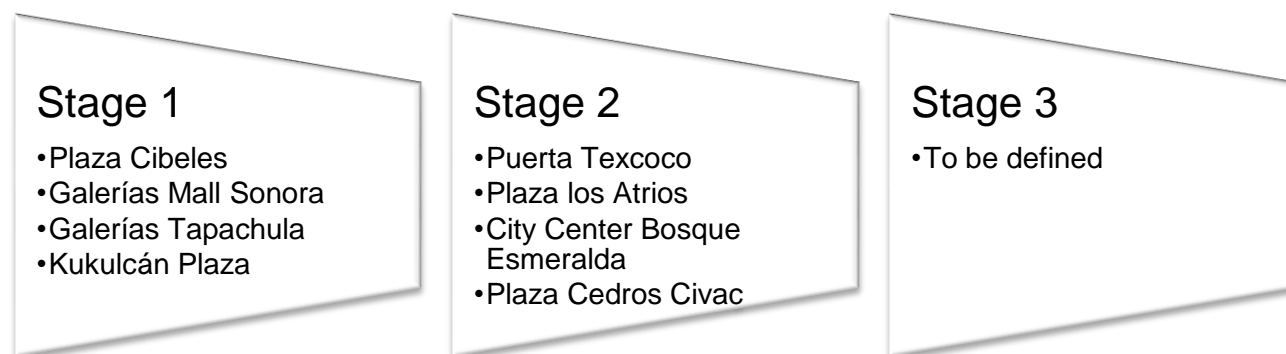 Stage 1
•Plaza Cibeles
•Galerías Mall Sonora
•Galerías Tapachula
•Kukulcán Plaza
Stage 2
•Puerta Texcoco
•Plaza los Atrios
•City Center Bosque
Esmeralda
•Plaza Cedros Civac
Stage 3
•To be defined